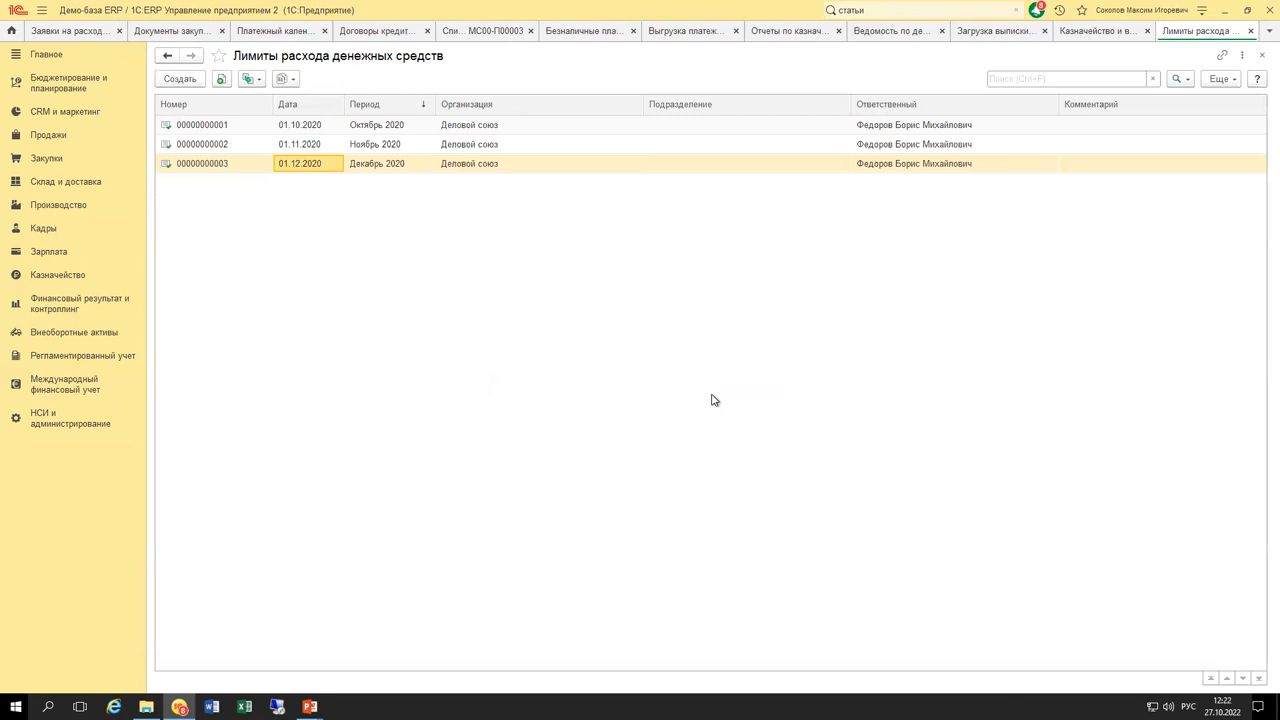 Демо-база ERP / 1С:ERP Управление предприятием 2 (1С:Предприятие)
статьи
8
Соколов Максим Игоревич
Заявки на расход...
Документы закуп...
Платежный кален...
Договоры кредит...
Спи... МС00-П00003
Безналичные пла...
Выгрузка платеж...
Отчеты по казнач...
Ведомость по де...
Загрузка выписки...
Казначейство и в...
Лимиты расхода ...
Главное
Бюджетирование и
планирование
CRM и маркетинг
Продажи
Закупки
Склад и доставка
Производство
Кадры
Зарплата
Казначейство
Финансовый результат и
контроллинг
Внеоборотные активы
Регламентированный учет
Международный
финансовый учет
НСИ и
администрирование
Лимиты расхода денежных средств
Создать
Поиск (Ctrl+F)
Еще
?
Номер Дата Период Организация Подразделение Ответственный Комментарий
00000000001 01.10.2020 Октябрь 2020 Деловой союз Федоров Борис Михайлович
00000000002 01.11.2020 Ноябрь 2020 Деловой союз Федоров Борис Михайлович
00000000003 01.12.2020 Декабрь 2020 Деловой союз Федоров Борис Михайлович
РУС
12:22
27.10.2022